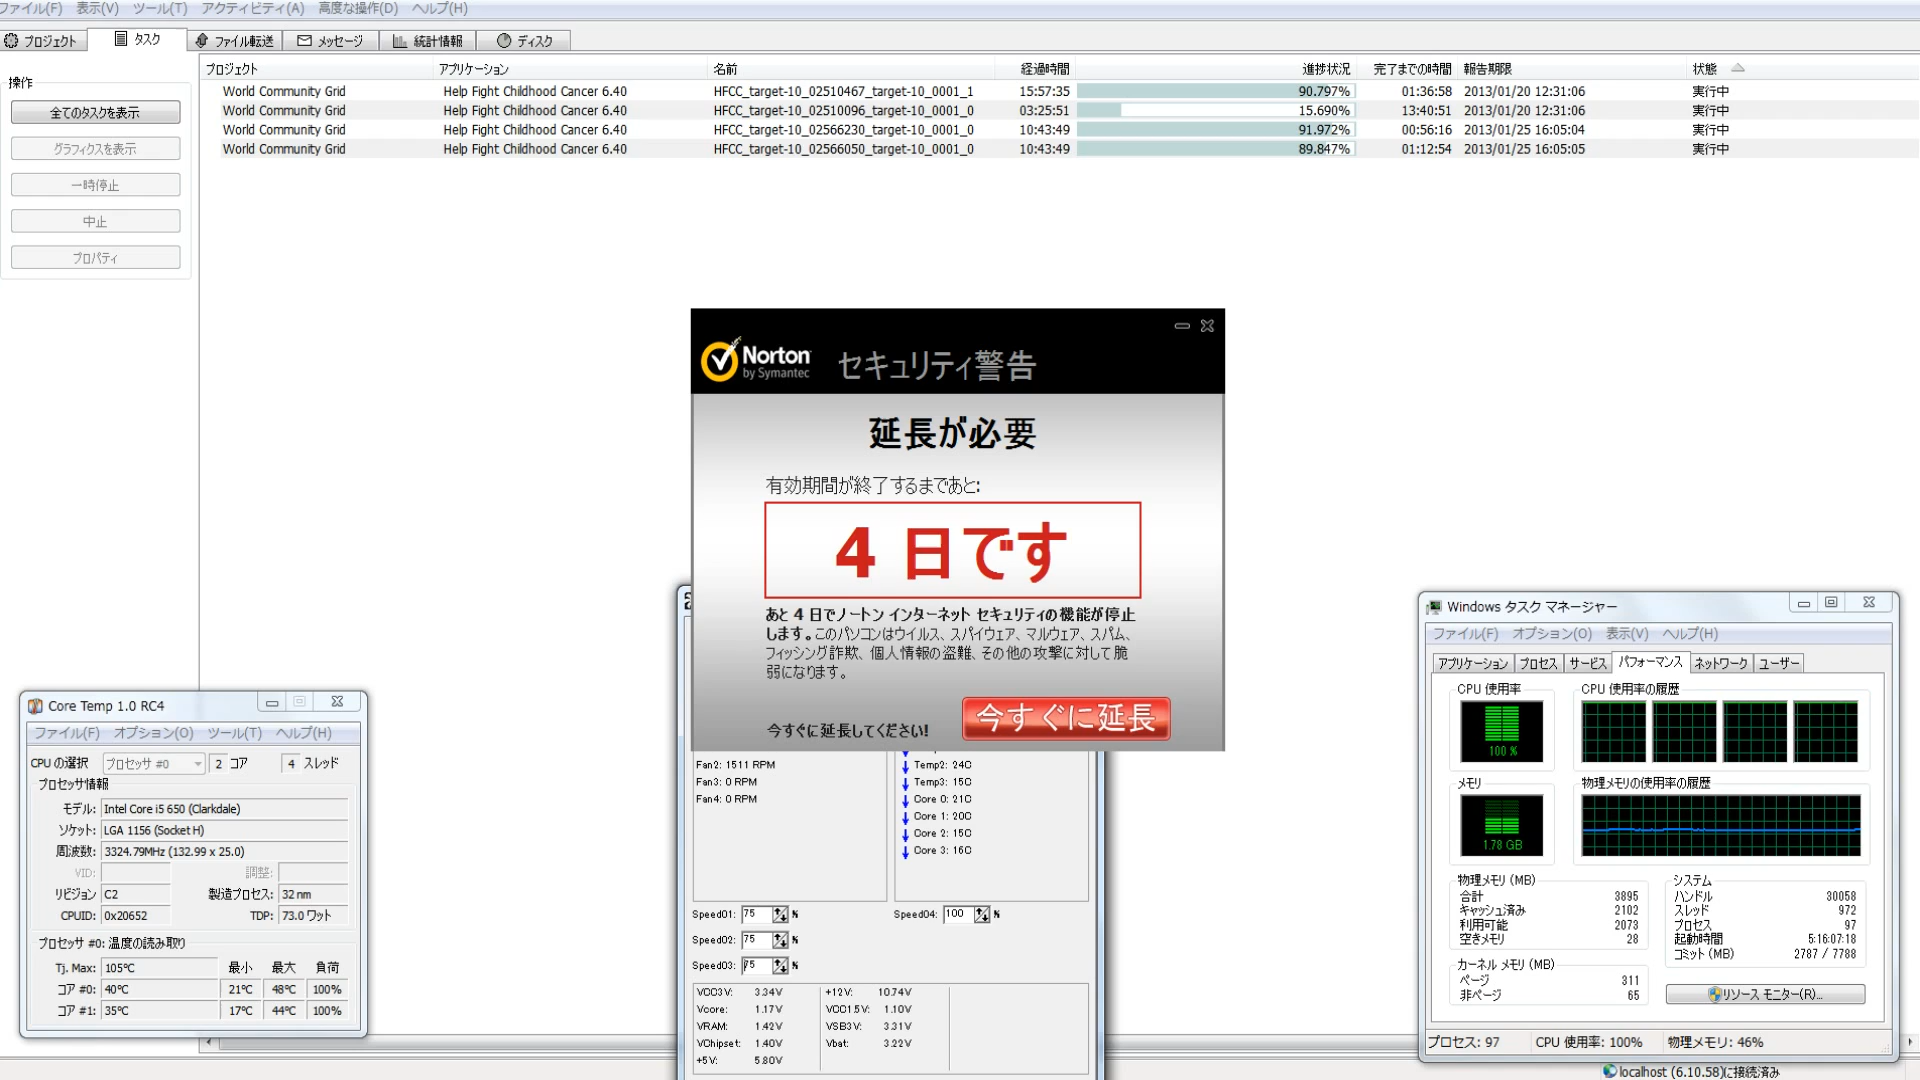 ファイル(F) 表示(V) ツール(T) アクティビティ(A) 高度な操作(D) ヘルプ(H)
プロジェクト タスク ファイル転送 メッセージ 統計情報 ディスク
操作
全てのタスクを表示
グラフィクスを表示
一時停止
中止
プロパティ
プロジェクト アプリケーション 名前 経過時間 進捗状況 完了までの時間 報告期限 状態
World Community Grid Help Fight Childhood Cancer 6.40 HFCC_target-10_02510467_target-10_0001_1 15:57:35 90.797% 01:36:58 2013/01/20 12:31:06 実行中
World Community Grid Help Fight Childhood Cancer 6.40 HFCC_target-10_02510096_target-10_0001_0 03:25:51 15.690% 13:40:51 2013/01/20 12:31:06 実行中
World Community Grid Help Fight Childhood Cancer 6.40 HFCC_target-10_02566230_target-10_0001_0 10:43:49 91.972% 00:56:16 2013/01/25 16:05:04 実行中
World Community Grid Help Fight Childhood Cancer 6.40 HFCC_target-10_02566050_target-10_0001_0 10:43:49 89.847% 01:12:54 2013/01/25 16:05:05 実行中
Norton
by Symantec
セキュリティ警告
延長が必要
有効期間が終了するまであと:
4 日です
あと 4 日でノートン インターネット セキュリティの機能が停止
します。このパソコンはウイルス、スパイウェア、マルウェア、スパム、
フィッシング詐欺、個人情報の盗難、その他の攻撃に対して脆
弱になります。
今すぐに延長してください!
今すぐに延長
Core Temp 1.0 RC4
ファイル(F) オプション(O) ツール(T) ヘルプ(H)
CPU の選択 プロセッサ #0 2 コア 4 スレッド
プロセッサ情報
モデル: Intel Core i5 650 (Clarkdale)
ソケット: LGA 1156 (Socket H)
周波数: 3324.79MHz (132.99 x 25.0)
VID: 調整:
リビジョン C2 製造プロセス: 32 nm
CPUID: 0x20652 TDP: 73.0 ワット
プロセッサ #0: 温度の読み取り
Tj. Max: 105℃ 最小 最大 負荷
コア #0: 40℃ 21℃ 48℃ 100%
コア #1: 35℃ 17℃ 44℃ 100%
Fan2: 1511 RPM
Fan3: 0 RPM
Fan4: 0 RPM
Temp2: 24C
Temp3: 15C
Core 0: 21C
Core 1: 20C
Core 2: 15C
Core 3: 16C
Speed01: 75 %
Speed04: 100 %
Speed02: 75 %
Speed03: 75 %
VCC3V: 3.34V +12V: 10.74V
Vcore: 1.17V VCC1.5V: 1.10V
VRAM: 1.42V VSB3V: 3.31V
VChipset: 1.40V Vbat: 3.22V
+5V: 5.80V
Windows タスク マネージャー
ファイル(F) オプション(O) 表示(V) ヘルプ(H)
アプリケーション プロセス サービス パフォーマンス ネットワーク ユーザー
CPU 使用率 CPU 使用率の履歴
100 %
メモリ 物理メモリの使用率の履歴
1.78 GB
物理メモリ (MB)
合計 3895
キャッシュ済み 2102
利用可能 2073
空きメモリ 28
カーネル メモリ (MB)
ページ 311
非ページ 65
システム
ハンドル 30058
スレッド 972
プロセス 97
起動時間 5:16:07:18
コミット (MB) 2787 / 7788
リソース モニター(R)...
プロセス: 97 CPU 使用率: 100% 物理メモリ: 46%
localhost (6.10.58)に接続済み